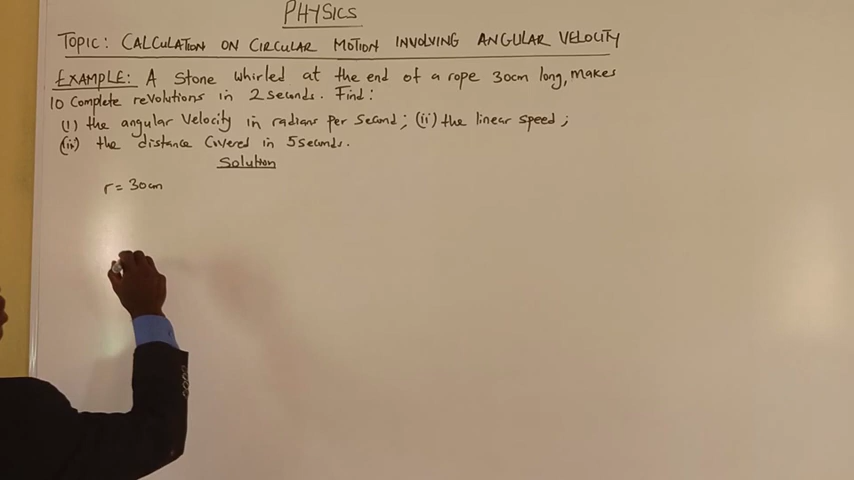 PHYSICS
TOPIC: CALCULATION ON CIRCULAR MOTION INVOLVING ANGULAR VELOCITY
EXAMPLE: A stone whirled at the end of a rope 30cm long, makes
10 complete revolutions in 2 seconds. Find:
(i) the angular velocity in radians per second; (ii) the linear speed;
(iii) the distance covered in 5 seconds.
Solution
r = 30cm